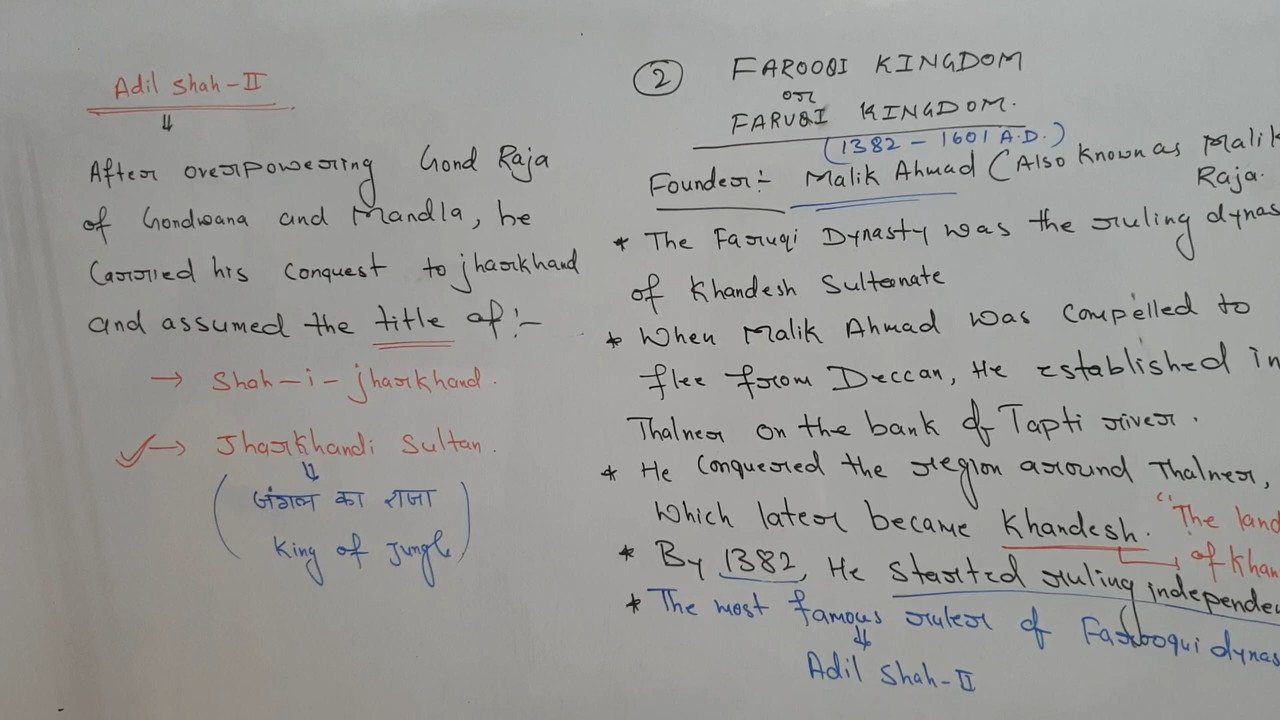 Adil Shah-II
After overpowering Gond Raja
of Gondwana and Mandla, he
Carried his conquest to jharkhand
and assumed the title of :-
→ Shah-i-jharkhand.
✓→ Jharkhandi Sultan.
(जंगल का राजा
King of Jungle)
② FAROOQI KINGDOM
or
FARUQI KINGDOM.
(1382 - 1601 A.D.)
Founder:- Malik Ahmad (Also Known as Malik
Raja.
* The Faruqi Dynasty was the ruling dynas
of Khandesh Sultanate
* When Malik Ahmad was compelled to
flee from Deccan, He established in
Thalner on the bank of Tapti river.
* He Conquered the region around Thalner,
Which later became Khandesh. "The land
of Khan
* By 1382, He started ruling independe
* The most famous ruler of Farooqui dynas
Adil Shah-II